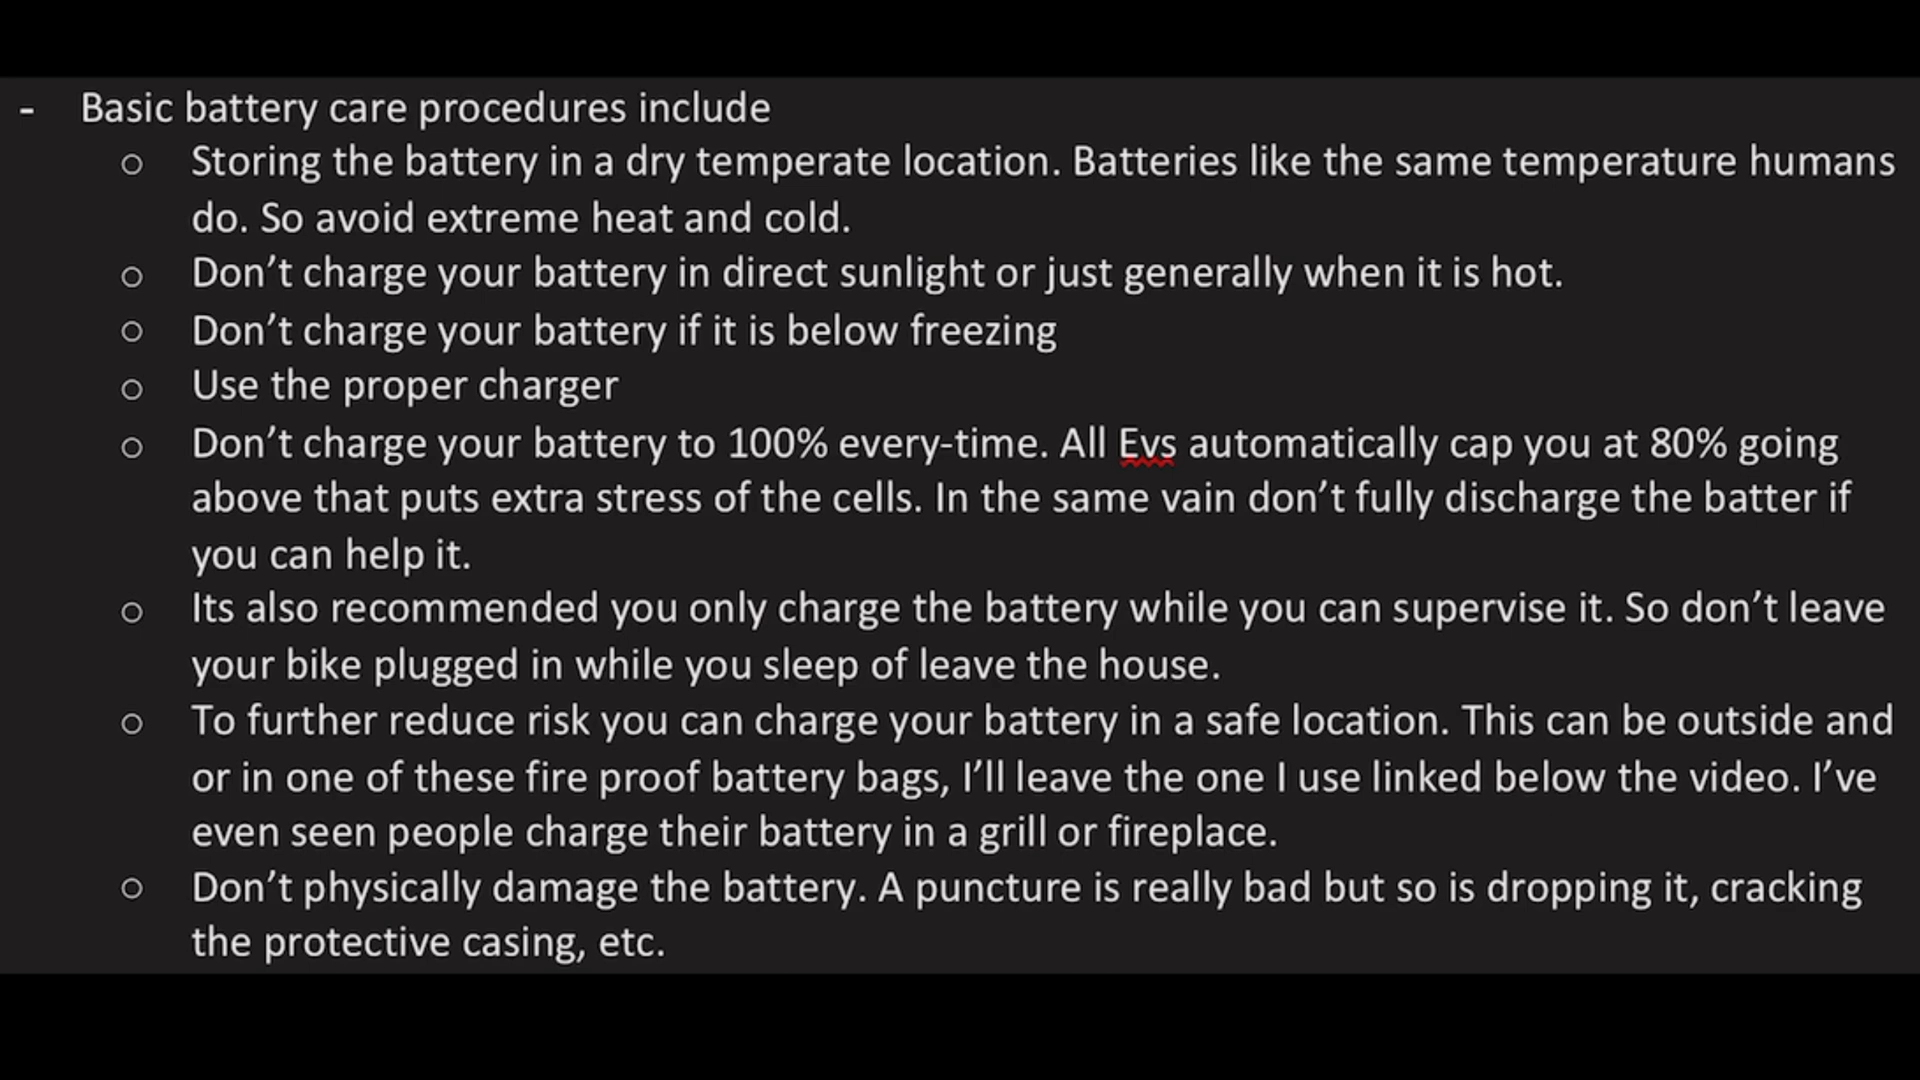 - Basic battery care procedures include
o Storing the battery in a dry temperate location. Batteries like the same temperature humans
do. So avoid extreme heat and cold.
o Don’t charge your battery in direct sunlight or just generally when it is hot.
o Don’t charge your battery if it is below freezing
o Use the proper charger
o Don’t charge your battery to 100% every-time. All Evs automatically cap you at 80% going
above that puts extra stress of the cells. In the same vain don’t fully discharge the batter if
you can help it.
o Its also recommended you only charge the battery while you can supervise it. So don’t leave
your bike plugged in while you sleep of leave the house.
o To further reduce risk you can charge your battery in a safe location. This can be outside and
or in one of these fire proof battery bags, I’ll leave the one I use linked below the video. I’ve
even seen people charge their battery in a grill or fireplace.
o Don’t physically damage the battery. A puncture is really bad but so is dropping it, cracking
the protective casing, etc.